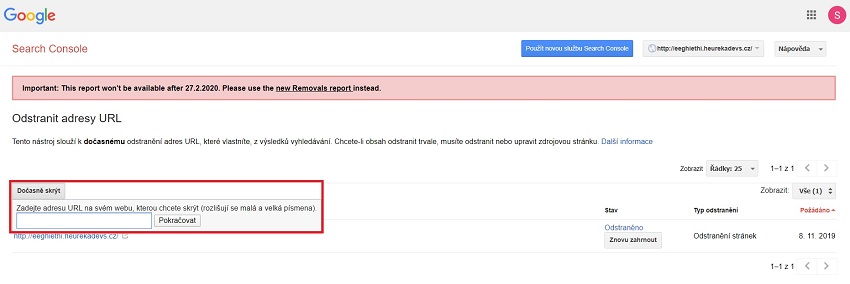 Google
S
Search Console
Použít novou službu Search Console
http://eeghiethi.heurekadevs.cz/
Nápověda
Important: This report won't be available after 27.2.2020. Please use the new Removals report instead.
Odstranit adresy URL
Tento nástroj slouží k dočasnému odstranění adres URL, které vlastníte, z výsledků vyhledávání. Chcete-li obsah odstranit trvale, musíte odstranit nebo upravit zdrojovou stránku. Další informace
Zobrazit Řádky: 25 1–1 z 1
Dočasně skrýt
Zobrazit: Vše (1)
Zadejte adresu URL na svém webu, kterou chcete skrýt (rozlišují se malá a velká písmena).
Pokračovat
Stav Typ odstranění Požádáno
http://eeghiethi.heurekadevs.cz/
Odstraněno
Znovu zahrnout
Odstranění stránek 8. 11. 2019
1–1 z 1